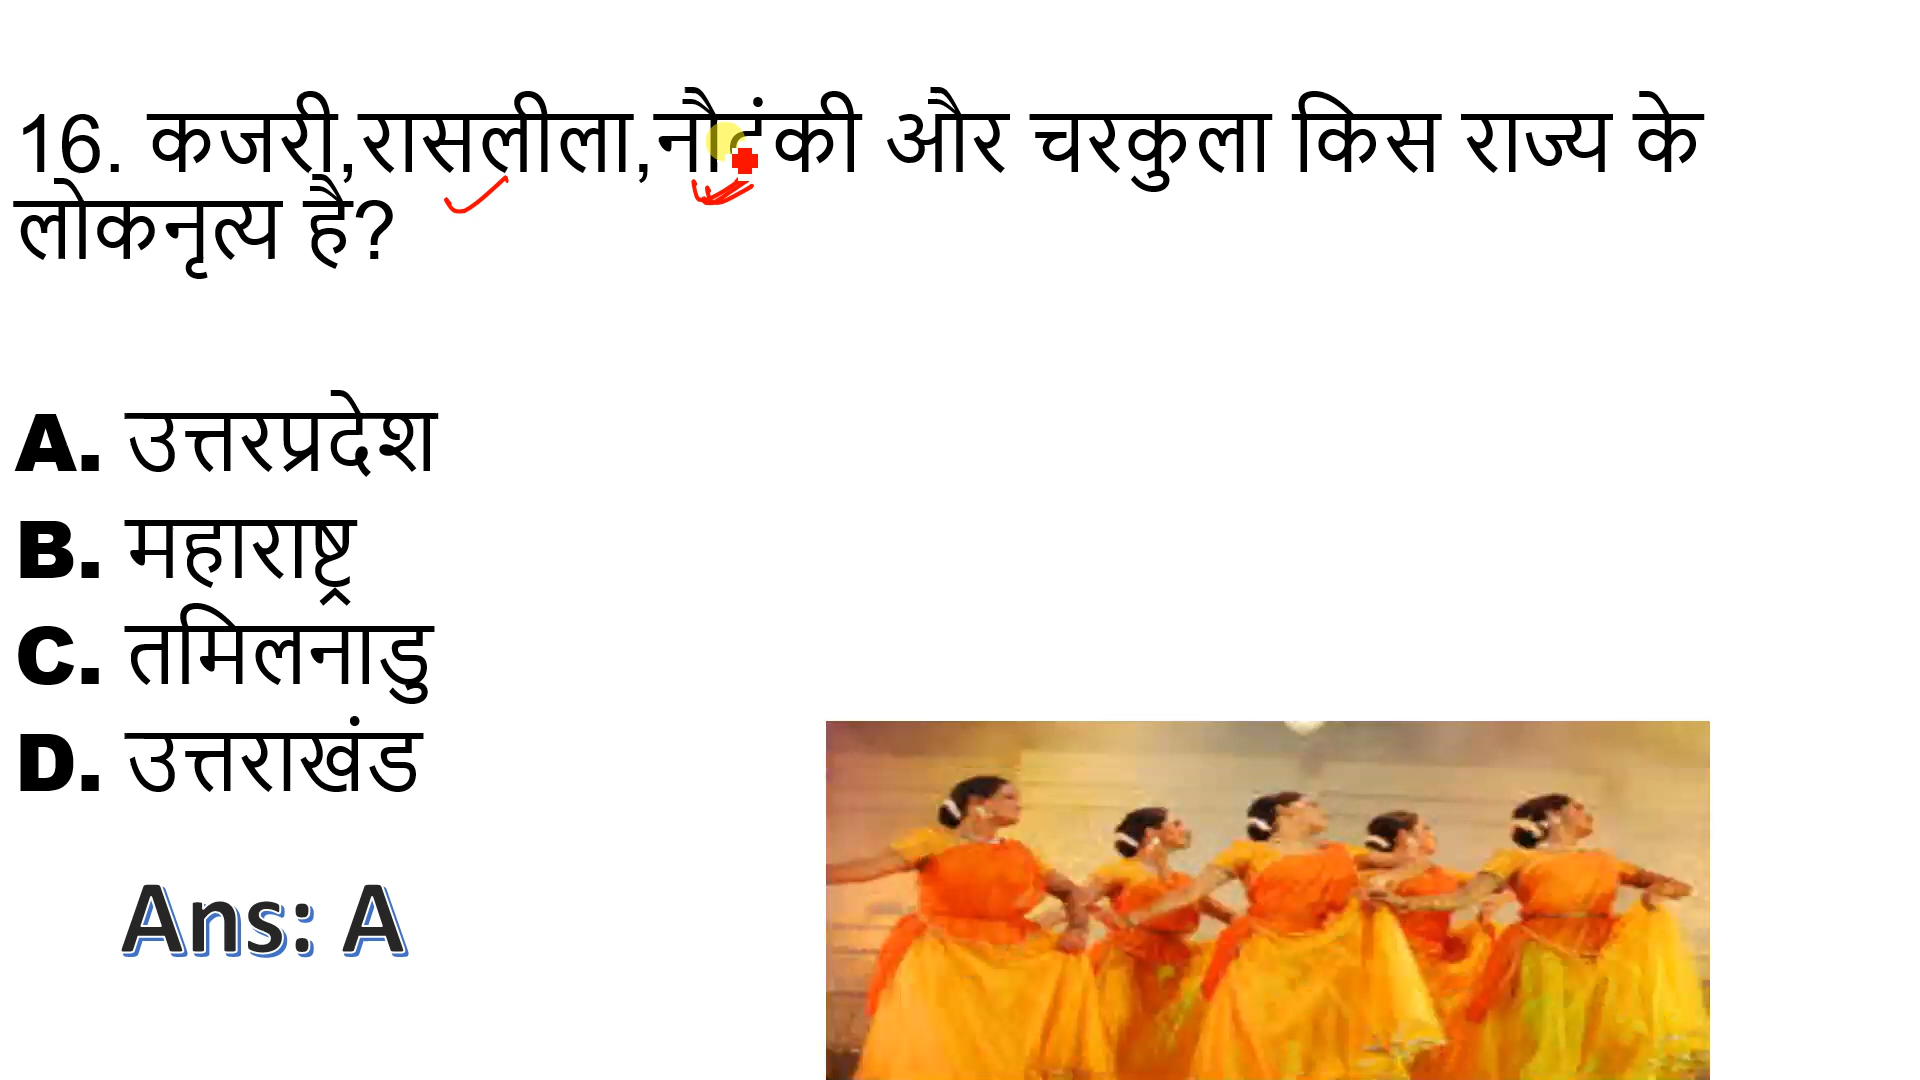 16. कजरी,रासलीला,नौटंकी और चरकुला किस राज्य के
लोकनृत्य है?
A. उत्तरप्रदेश
B. महाराष्ट्र
C. तमिलनाडु
D. उत्तराखंड
Ans: A